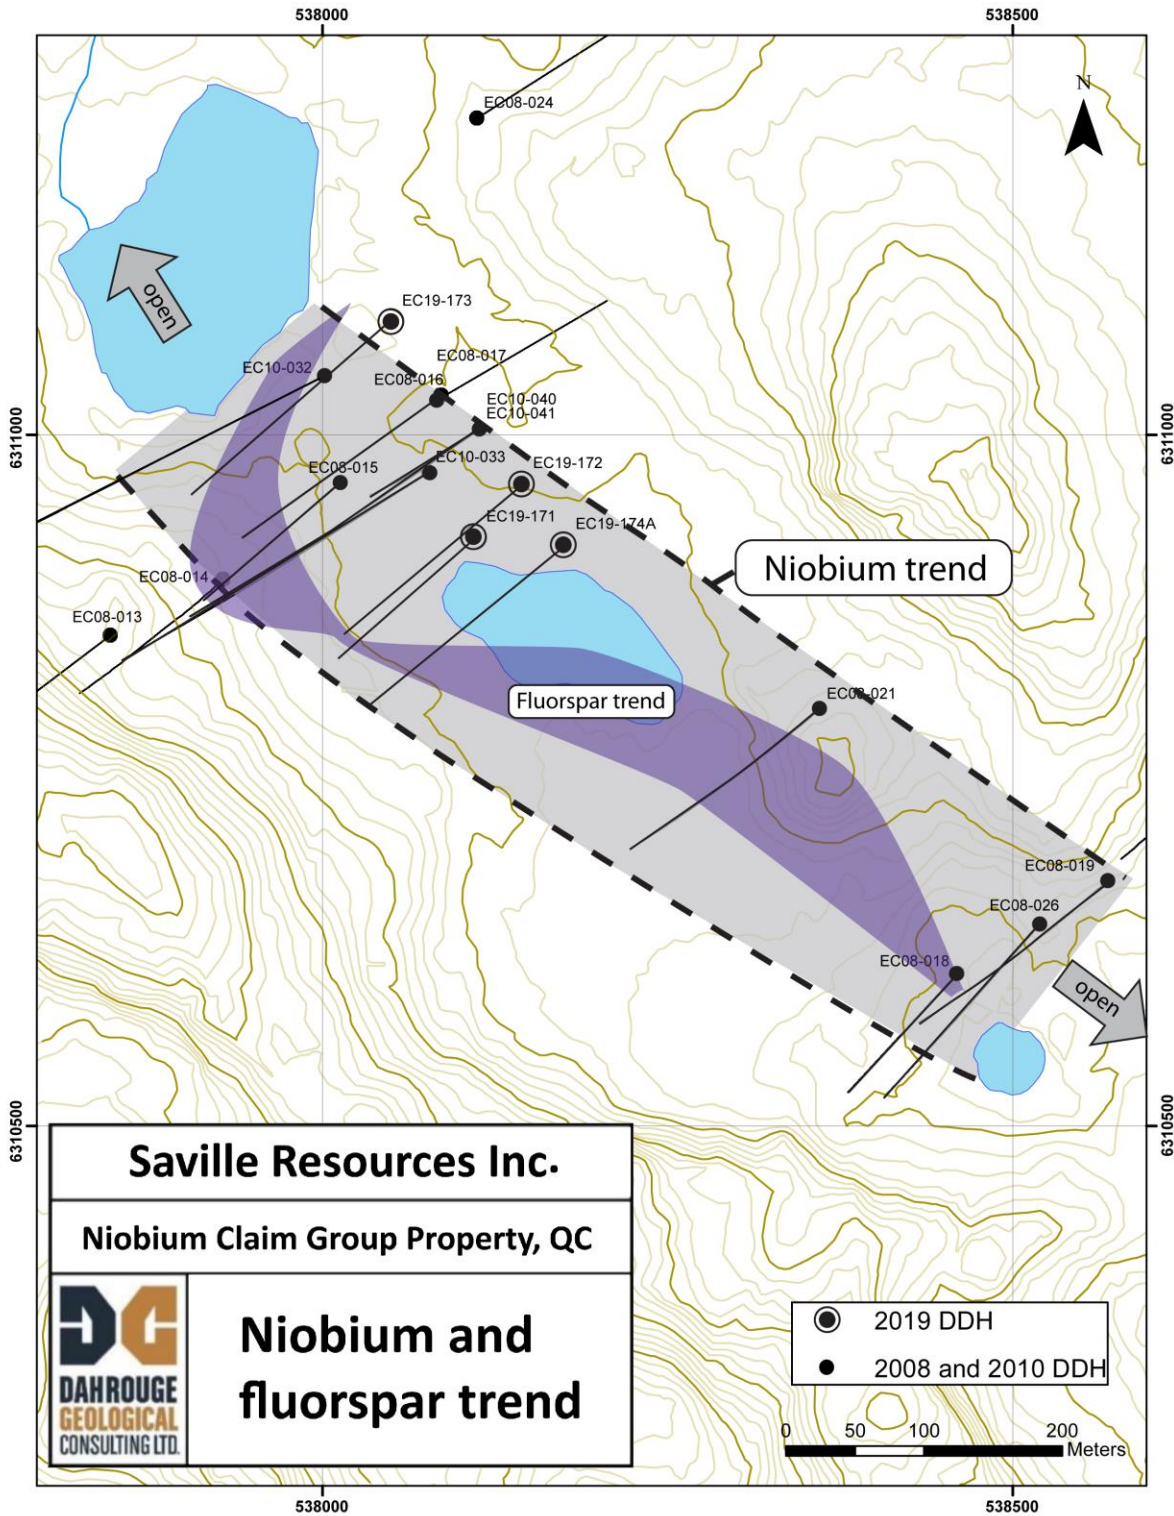 538000
538500
N
EC08-024
open
EC19-173
EC08-017
EC10-032
EC08-016
EC10-040
EC10-041
6311000
6311000
EC10-033
EC19-172
EC08-015
EC19-171
EC19-174A
Niobium trend
EC08-014
EC08-013
Fluorspar trend
EC08-021
EC08-019
EC08-026
EC08-018
open
6310500
6310500
Saville Resources Inc.
Niobium Claim Group Property, QC
Niobium and
fluorspar trend
DAHROUGE
GEOLOGICAL
CONSULTING LTD.
2019 DDH
2008 and 2010 DDH
0 50 100 200
Meters
538000
538500